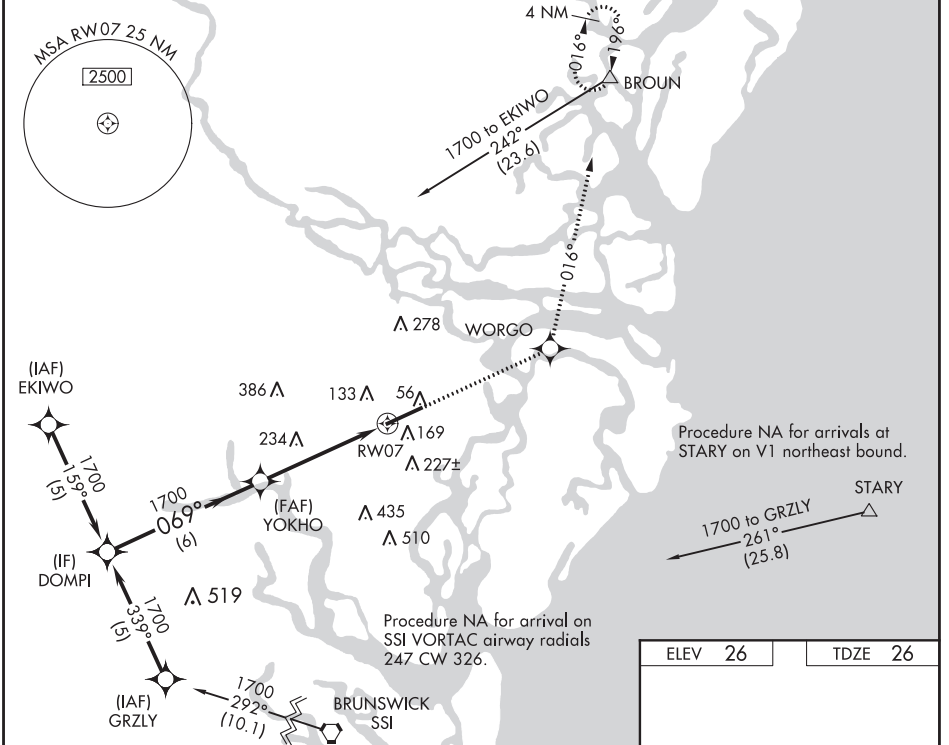 4 NM
016°
196°
BROUN
MSA RW07 25 NM
2500
1700 to EKIWO
242°
(23.6)
016°
278
WORGO
(IAF)
EKIWO
386
133
56
169
234
RW07
227±
Procedure NA for arrivals at
STARY on V1 northeast bound.
1700
159°
(5)
1700
069°
(6)
(FAF)
YOKHO
435
510
STARY
1700 to GRZLY
261°
(25.8)
(IF)
DOMPI
519
1700
339°
(5)
Procedure NA for arrival on
SSI VORTAC airway radials
247 CW 326.
ELEV 26
TDZE 26
(IAF)
GRZLY
1700
292°
(10.1)
BRUNSWICK
SSI